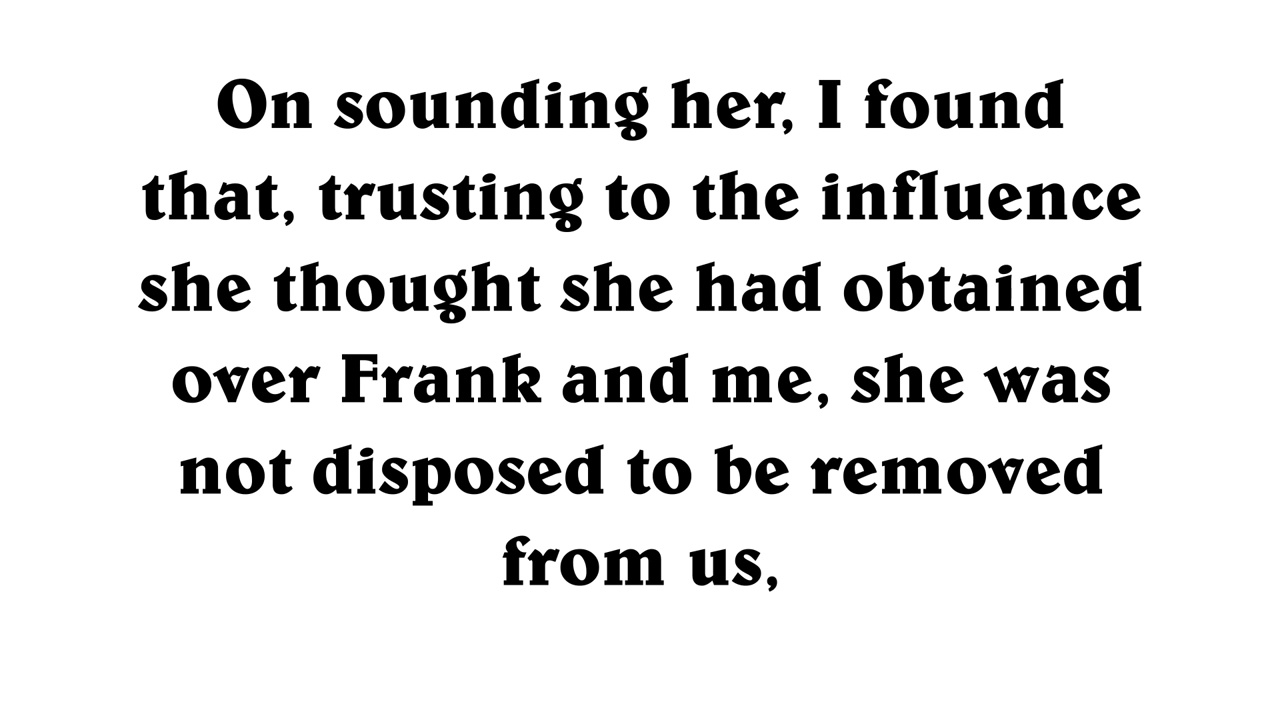 On sounding her, I found
that, trusting to the influence
she thought she had obtained
over Frank and me, she was
not disposed to be removed
from us,